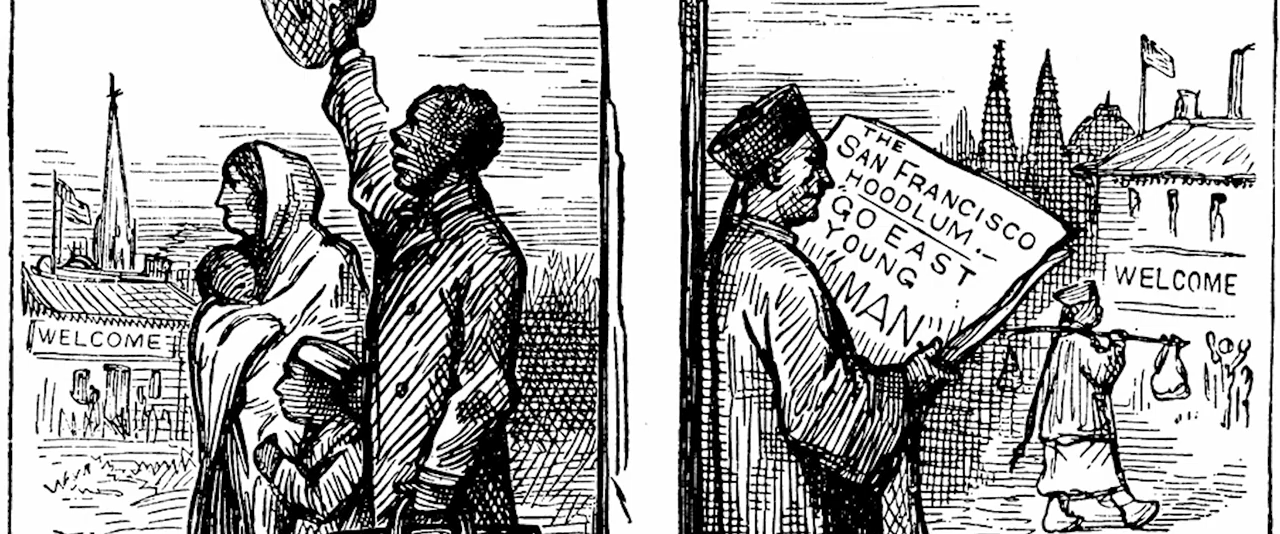 WELCOME
THE
SAN FRANCISCO
HOODLUM.
"GO EAST
YOUNG
MAN"
WELCOME